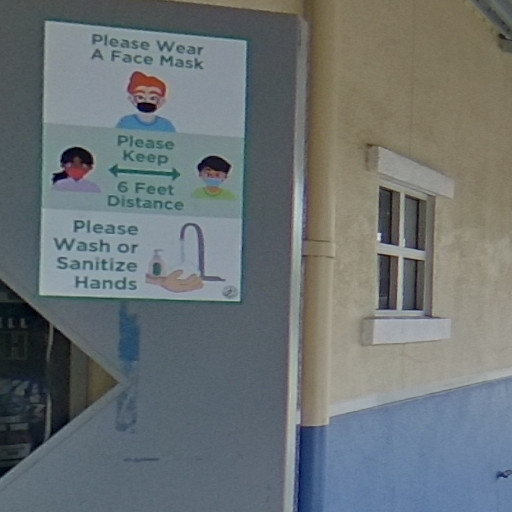 Please Wear
A Face Mask
Please
Keep
6 Feet
Distance
Please
Wash or
Sanitize
Hands